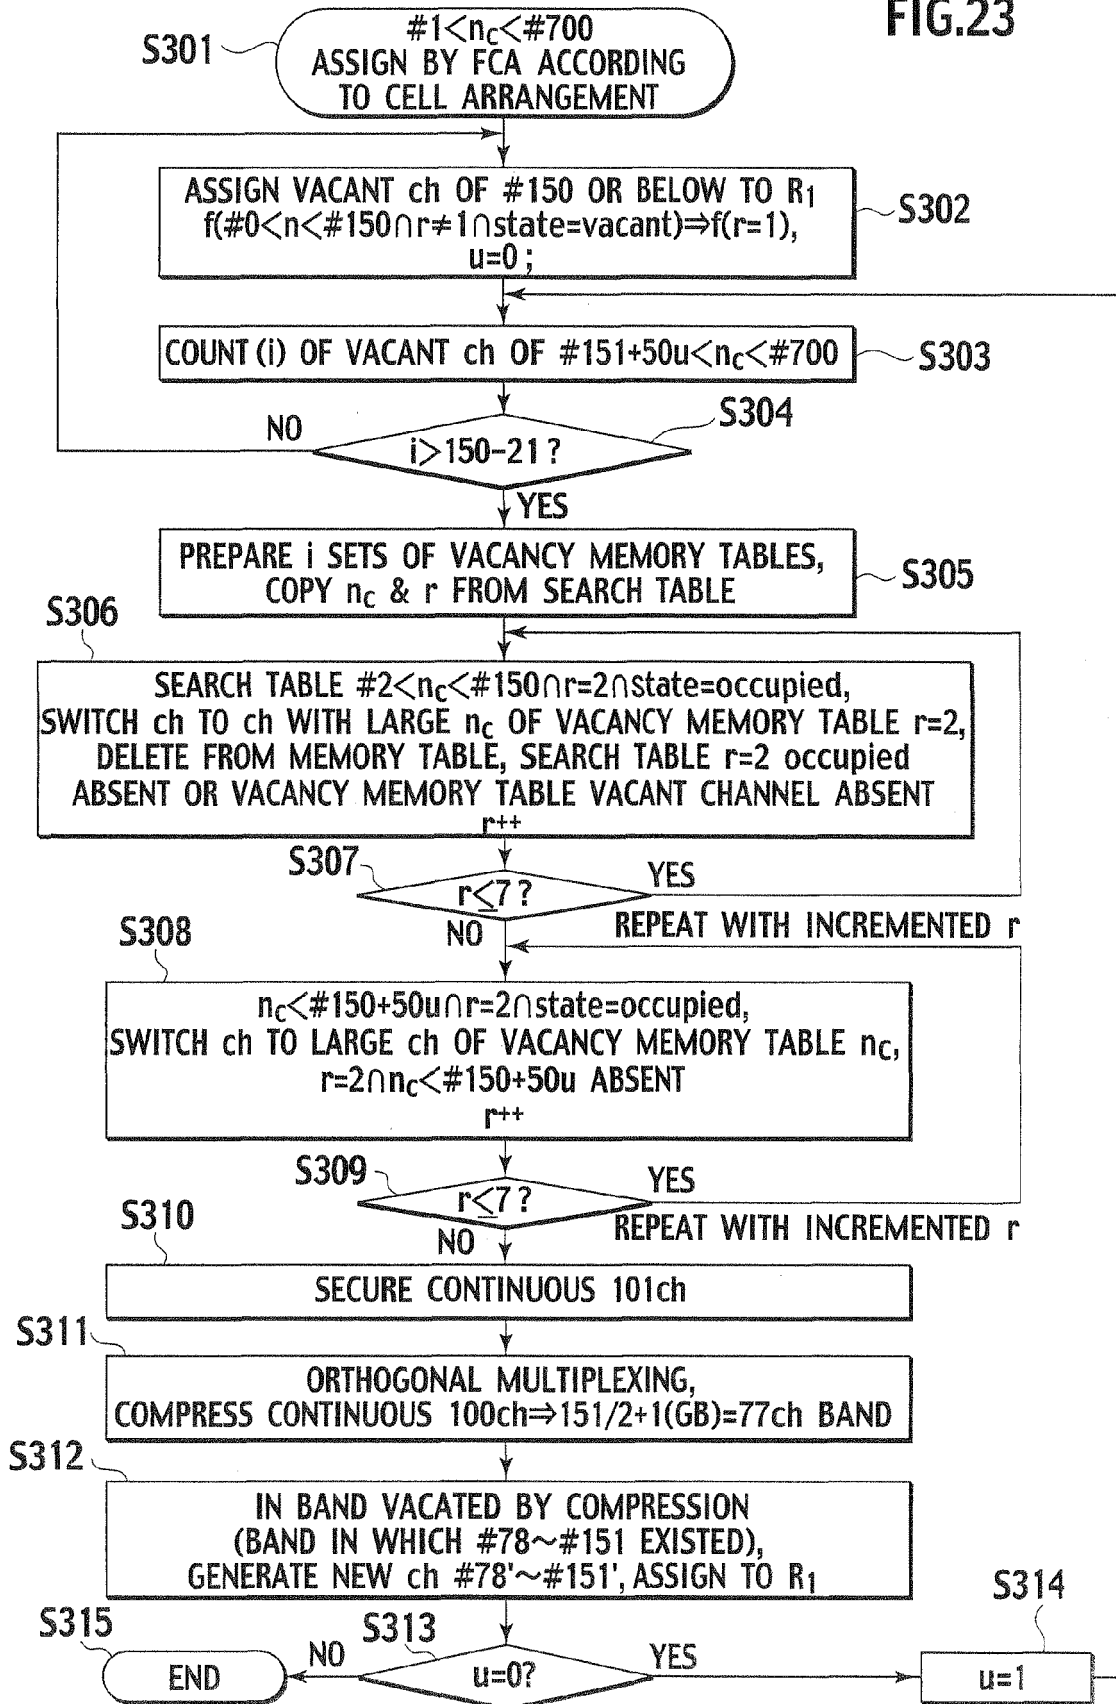 FIG.23
S301
#1<nc<#700
ASSIGN BY FCA ACCORDING
TO CELL ARRANGEMENT
ASSIGN VACANT ch OF #150 OR BELOW TO R1
f(#0<n<#150∩r≠1∩state=vacant)⇒f(r=1),
u=0;
S302
COUNT(i) OF VACANT ch OF #151+50u<nc<#700
S303
S304
NO
i>150-21?
YES
PREPARE i SETS OF VACANCY MEMORY TABLES,
COPY nc & r FROM SEARCH TABLE
S305
S306
SEARCH TABLE #2<nc<#150∩r=2∩state=occupied,
SWITCH ch TO ch WITH LARGE nc OF VACANCY MEMORY TABLE r=2,
DELETE FROM MEMORY TABLE, SEARCH TABLE r=2 occupied
ABSENT OR VACANCY MEMORY TABLE VACANT CHANNEL ABSENT
r++
S307
r≤7?
YES
NO
REPEAT WITH INCREMENTED r
S308
nc<#150+50u∩r=2∩state=occupied,
SWITCH ch TO LARGE ch OF VACANCY MEMORY TABLE nc,
r=2∩nc<#150+50u ABSENT
r++
S309
r≤7?
YES
NO
REPEAT WITH INCREMENTED r
S310
SECURE CONTINUOUS 101ch
S311
ORTHOGONAL MULTIPLEXING,
COMPRESS CONTINUOUS 100ch⇒151/2+1(GB)=77ch BAND
S312
IN BAND VACATED BY COMPRESSION
(BAND IN WHICH #78~#151 EXISTED),
GENERATE NEW ch #78'~#151', ASSIGN TO R1
S313
u=0?
NO
YES
S314
u=1
S315
END